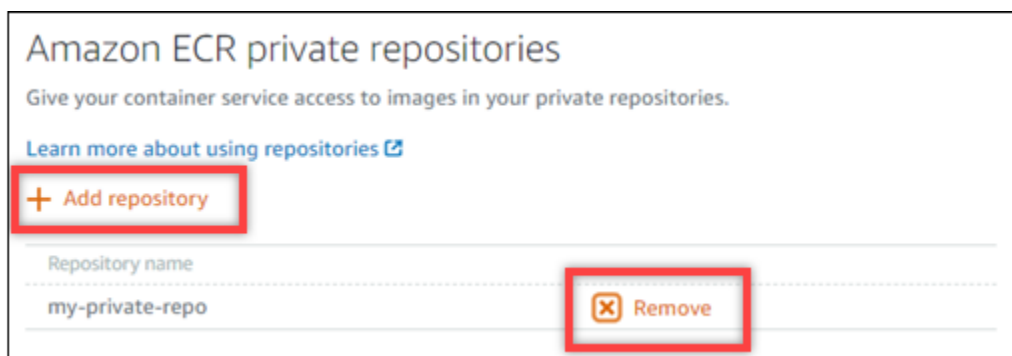 Amazon ECR private repositories
Give your container service access to images in your private repositories.
Learn more about using repositories
Add repository
Repository name
my-private-repo Remove